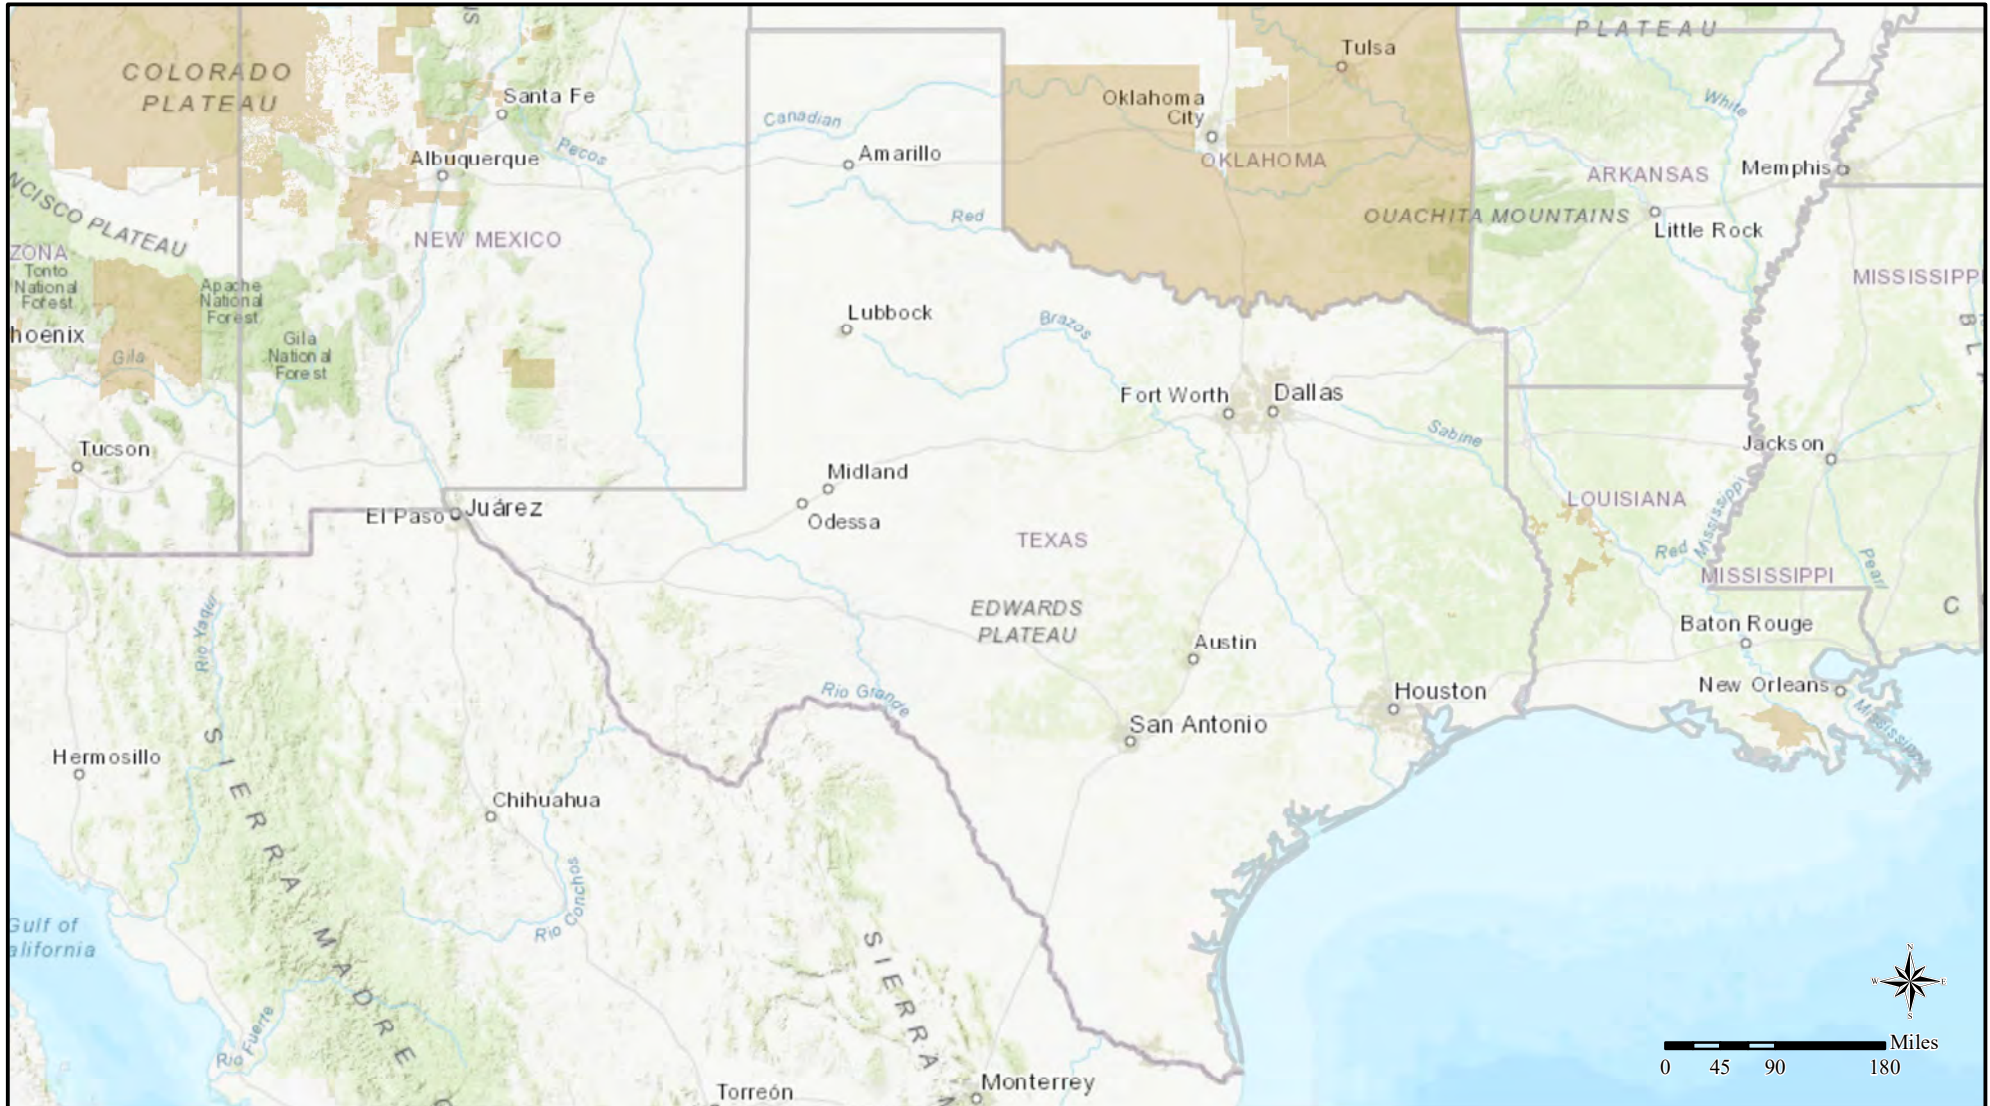 PLATEAU
Tulsa
COLORADO
PLATEAU
Santa Fe
Oklahoma
City
White
Canadian
Pecos
Albuquerque
Amarillo
OKLAHOMA
ARKANSAS
Memphis
NCISCO PLATEAU
Red
OUACHITA MOUNTAINS
Little Rock
NEW MEXICO
ZONA
Tonto
National
Forest
Apache
National
Forest
MISSISSIPPI
hoenix
Gila
Gila
National
Forest
Lubbock
Brazos
B L
Fort Worth
Dallas
Sabine
Tucson
Jackson
Midland
Odessa
LOUISIANA
Mississippi
El Paso
Juárez
TEXAS
Red
MISSISSIPPI
Pearl
Rio Yaqui
EDWARDS
PLATEAU
C
Austin
Baton Rouge
Rio Grande
Houston
New Orleans
Mississippi
San Antonio
Hermosillo
Chihuahua
SIERRA MADRE
Rio Conchos
Gulf of
alifornia
SIERRA M
Rio Fuerte
N
W
E
S
Miles
0 45 90 180
Torreón
Monterrey